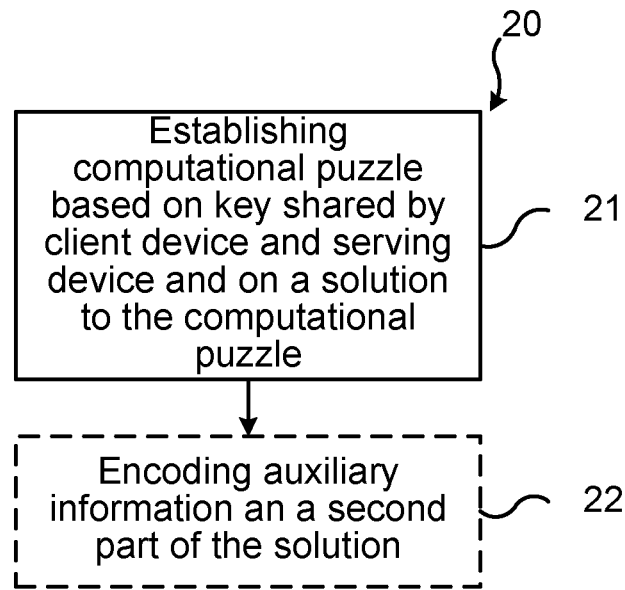 20
Establishing
computational puzzle
based on key shared by
client device and serving
device and on a solution
to the computational
puzzle
21
Encoding auxiliary
information an a second
part of the solution
22